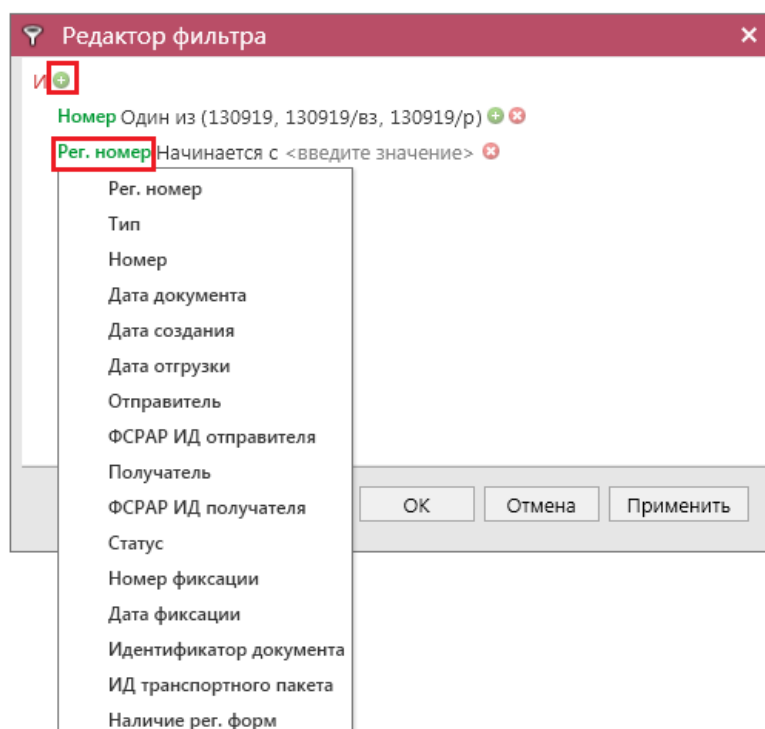 Редактор фильтра
И
Номер Один из (130919, 130919/вз, 130919/р)
Рег. номер Начинается с <введите значение>
Рег. номер
Тип
Номер
Дата документа
Дата создания
Дата отгрузки
Отправитель
ФСРАР ИД отправителя
Получатель
ФСРАР ИД получателя
ОК Отмена Применить
Статус
Номер фиксации
Дата фиксации
Идентификатор документа
ИД транспортного пакета
Наличие рег. форм